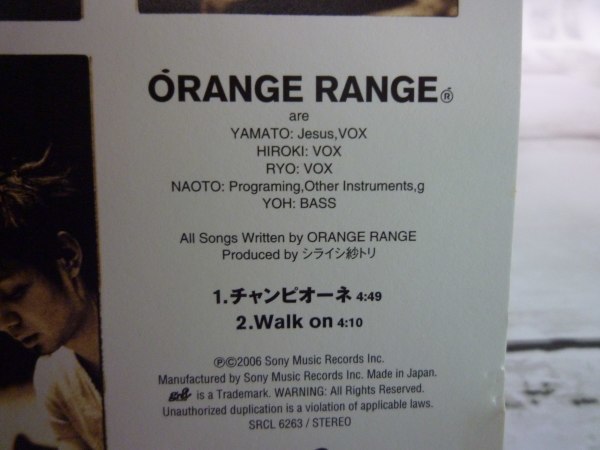 ORANGE RANGE®
are
YAMATO: Jesus,VOX
HIROKI: VOX
RYO: VOX
NAOTO: Programing,Other Instruments,g
YOH: BASS
All Songs Written by ORANGE RANGE
Produced by シライシ紗トリ
1.チャンピオーネ 4:49
2.Walk on 4:10
℗©2006 Sony Music Records Inc.
Manufactured by Sony Music Records Inc. Made in Japan.
gr8! is a Trademark. WARNING: All Rights Reserved.
Unauthorized duplication is a violation of applicable laws.
SRCL 6263 / STEREO